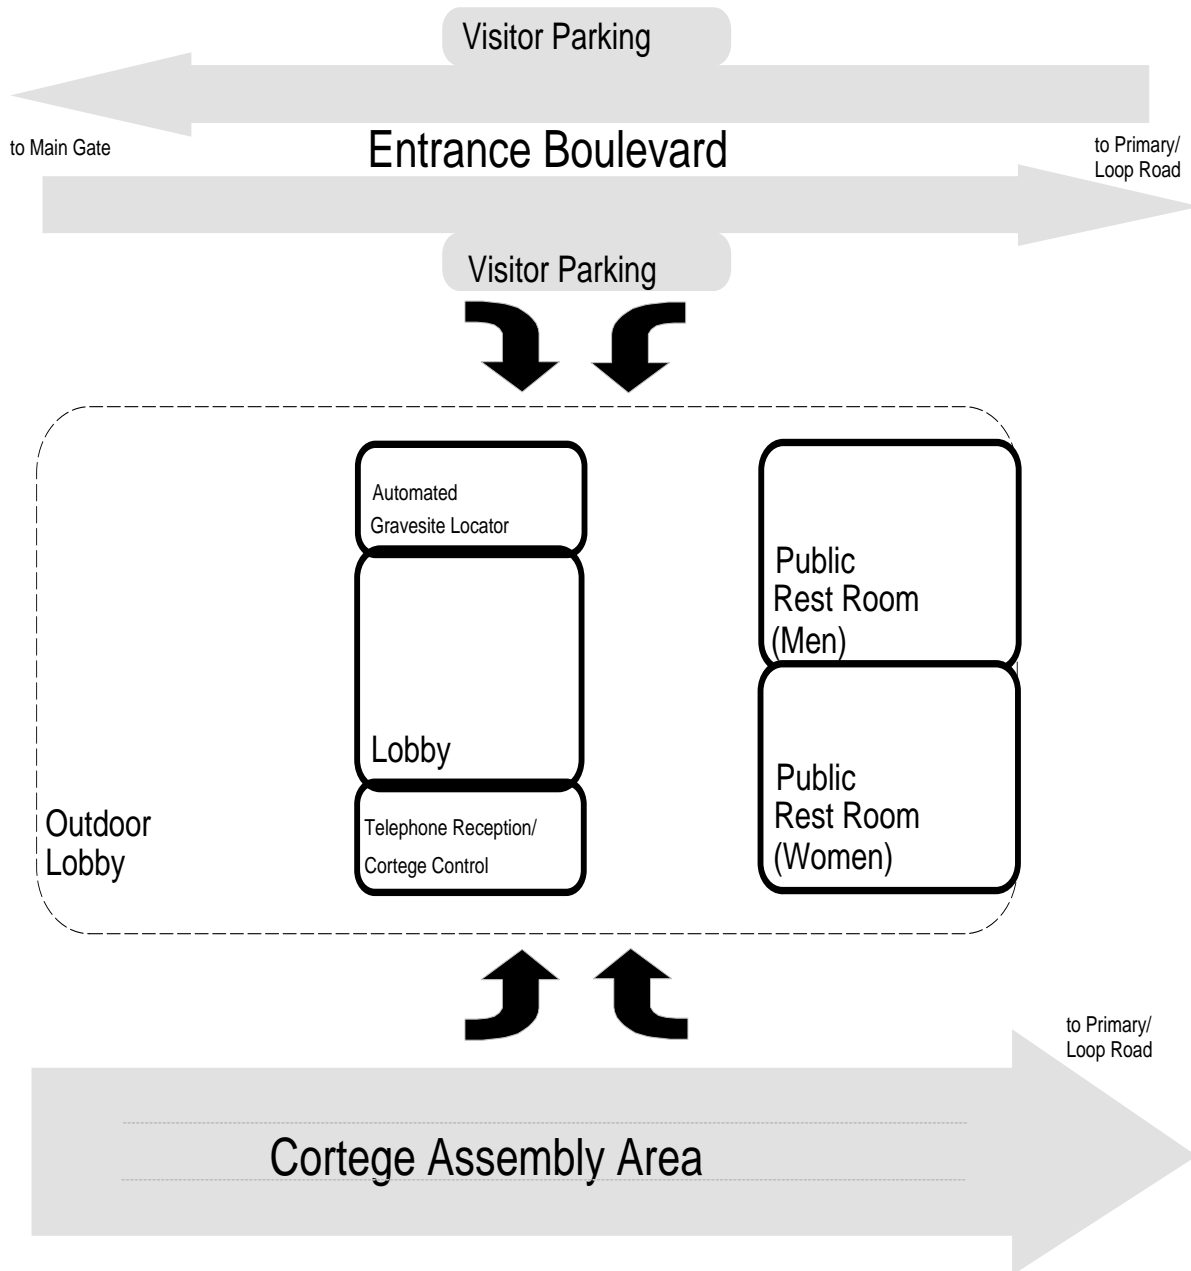 Visitor Parking
to Main Gate
Entrance Boulevard
to Primary/
Loop Road
Visitor Parking
Automated
Gravesite Locator
Public
Rest Room
(Men)
Lobby
Public
Rest Room
(Women)
Outdoor
Lobby
Telephone Reception/
Cortege Control
to Primary/
Loop Road
Cortege Assembly Area